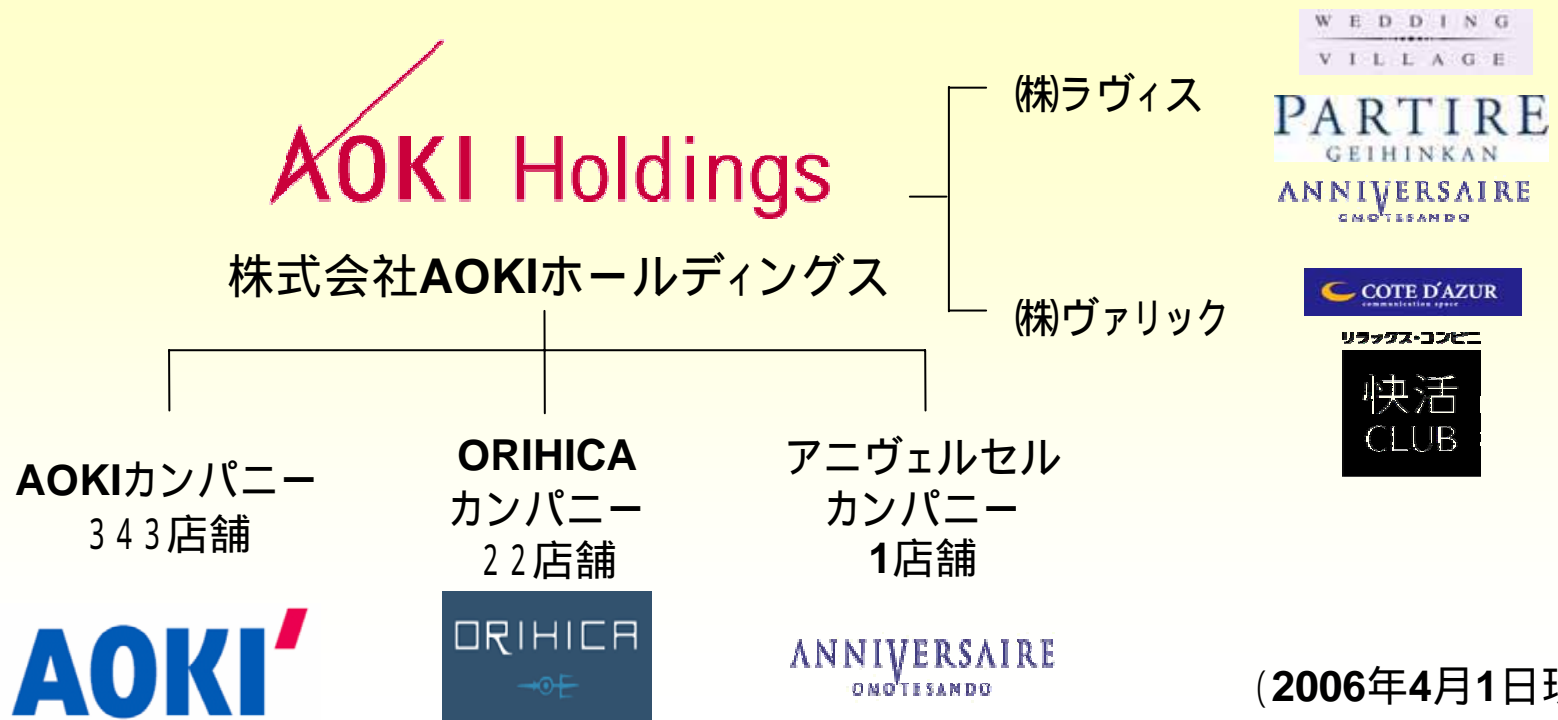 AOKI Holdings
株式会社AOKIホールディングス
㈱ラヴィス
㈱ヴァリック
WEDDING
VILLAGE
PARTIRE
GEIHINKAN
ANNIVERSAIRE
OMOTESANDO
COTE D'AZUR
communication space
リラックス・コンビニ
快活
CLUB
AOKIカンパニー
343店舗
AOKI
ORIHICA
カンパニー
22店舗
ORIHICA
アニヴェルセル
カンパニー
1店舗
ANNIVERSAIRE
OMOTESANDO
(2006年4月1日